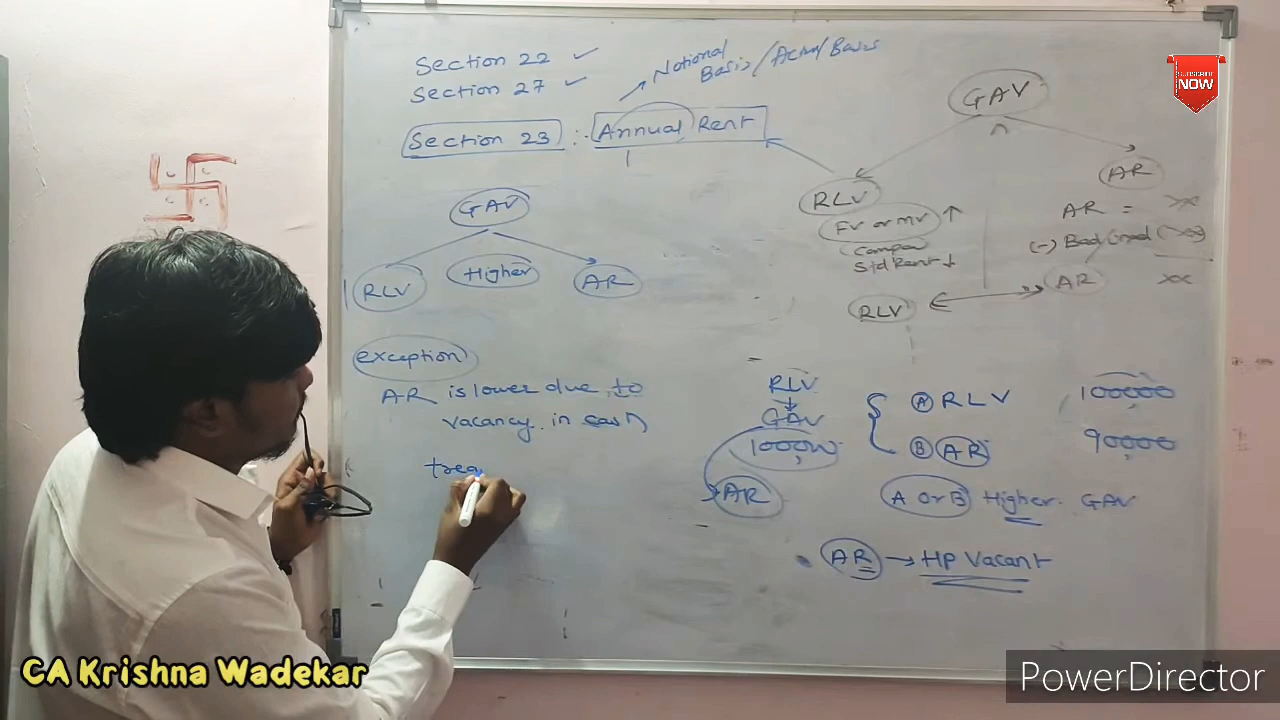 Section 22
Section 27
Section 23 : Annual Rent
Notional
Basis / Actual Basis
GAV
RLV
Higher
AR
exception
AR is lower due to
vacancy in
trea
GAV
RLV
FV or MV
Compare
Std Rent
RLV
AR
AR = xx
(-) Bad/Unreal (xx)
AR xx
RLV
GAV
100000
AR
A RLV 100000
B AR 90000
A or B Higher GAV
AR → HP Vacant
SUBSCRIBE
NOW
CA Krishna Wadekar
PowerDirector